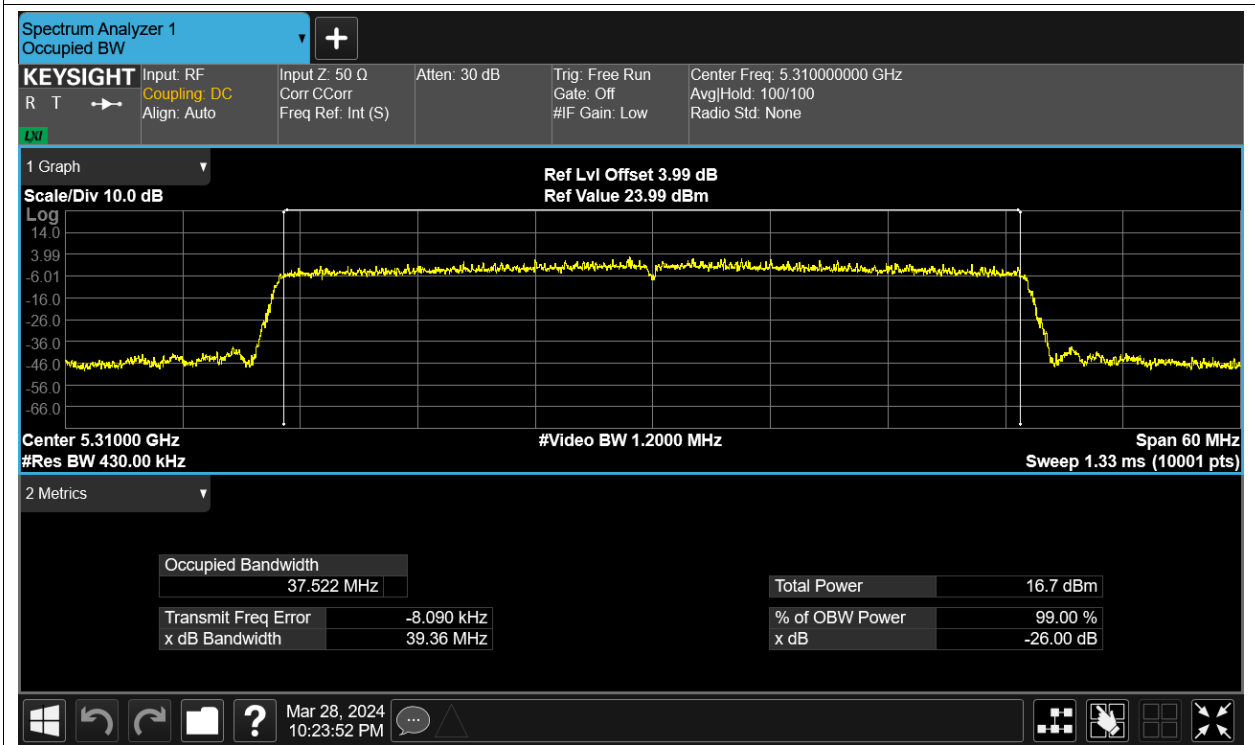 Spectrum Analyzer 1
Occupied BW
▼
+
KEYSIGHT
R T
LXI
Input: RF
Coupling: DC
Align: Auto
Input Z: 50 Ω
Corr CCorr
Freq Ref: Int (S)
Atten: 30 dB
Trig: Free Run
Gate: Off
#IF Gain: Low
Center Freq: 5.310000000 GHz
Avg|Hold: 100/100
Radio Std: None
1 Graph ▼
Scale/Div 10.0 dB
Ref Lvl Offset 3.99 dB
Ref Value 23.99 dBm
Log
14.0
3.99
-6.01
-16.0
-26.0
-36.0
-46.0
-56.0
-66.0
Center 5.31000 GHz
#Res BW 430.00 kHz
#Video BW 1.2000 MHz
Span 60 MHz
Sweep 1.33 ms (10001 pts)
2 Metrics ▼
Occupied Bandwidth
37.522 MHz
Transmit Freq Error -8.090 kHz
x dB Bandwidth 39.36 MHz
Total Power 16.7 dBm
% of OBW Power 99.00 %
x dB -26.00 dB
?
Mar 28, 2024
10:23:52 PM